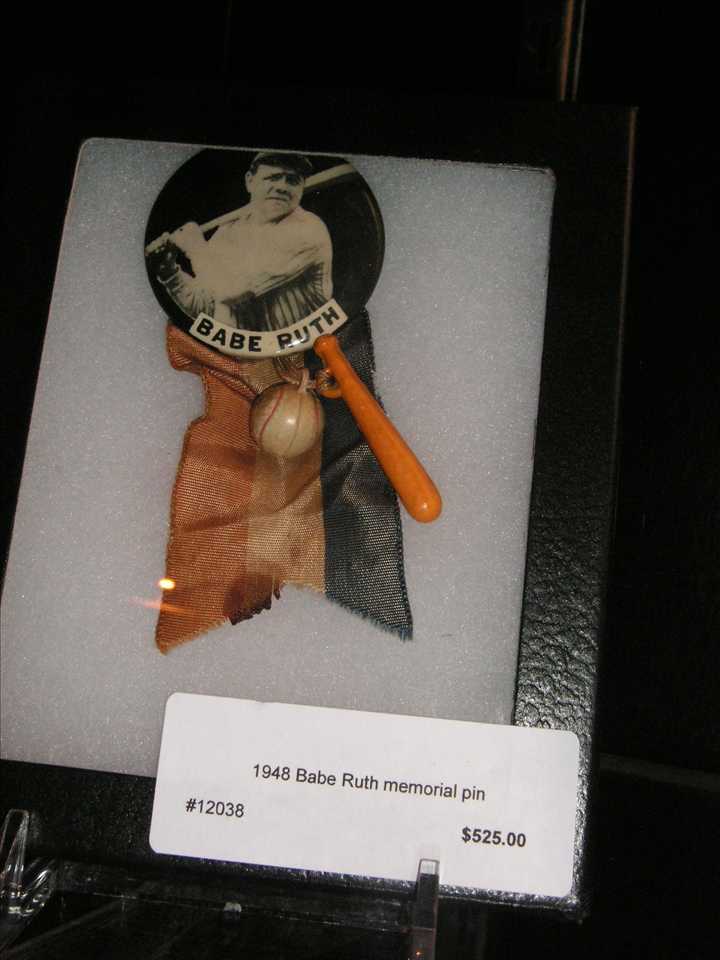 BABE RUTH
1948 Babe Ruth memorial pin
#12038
$525.00